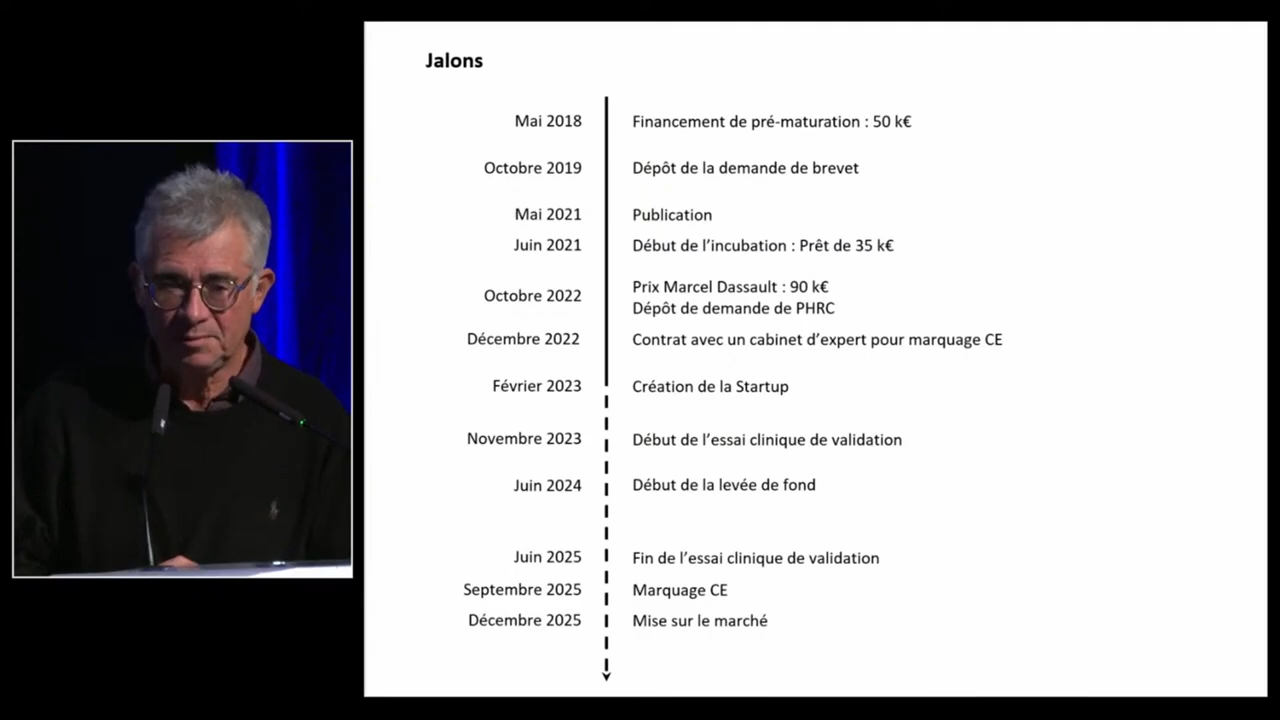 Jalons
Mai 2018 Financement de pré-maturation : 50 k€
Octobre 2019 Dépôt de la demande de brevet
Mai 2021 Publication
Juin 2021 Début de l’incubation : Prêt de 35 k€
Octobre 2022 Prix Marcel Dassault : 90 k€
Dépôt de demande de PHRC
Décembre 2022 Contrat avec un cabinet d’expert pour marquage CE
Février 2023 Création de la Startup
Novembre 2023 Début de l’essai clinique de validation
Juin 2024 Début de la levée de fond
Juin 2025 Fin de l’essai clinique de validation
Septembre 2025 Marquage CE
Décembre 2025 Mise sur le marché